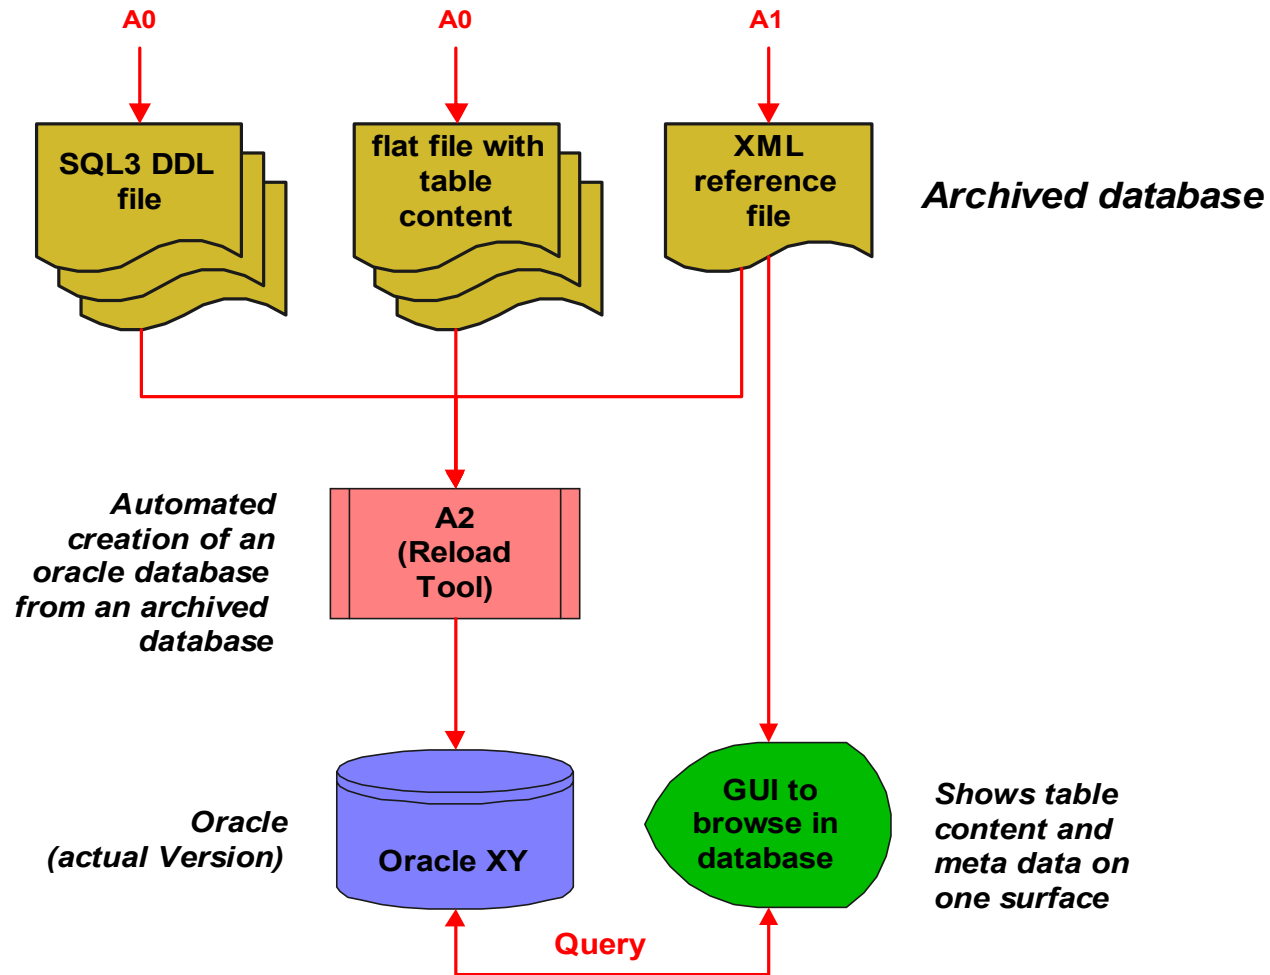 A0
A0
A1
SQL3 DDL
file
flat file with
table
content
XML
reference
file
Archived database
Automated
creation of an
oracle database
from an archived
database
A2
(Reload
Tool)
Oracle
(actual Version)
Oracle XY
GUI to
browse in
database
Shows table
content and
meta data on
one surface
Query